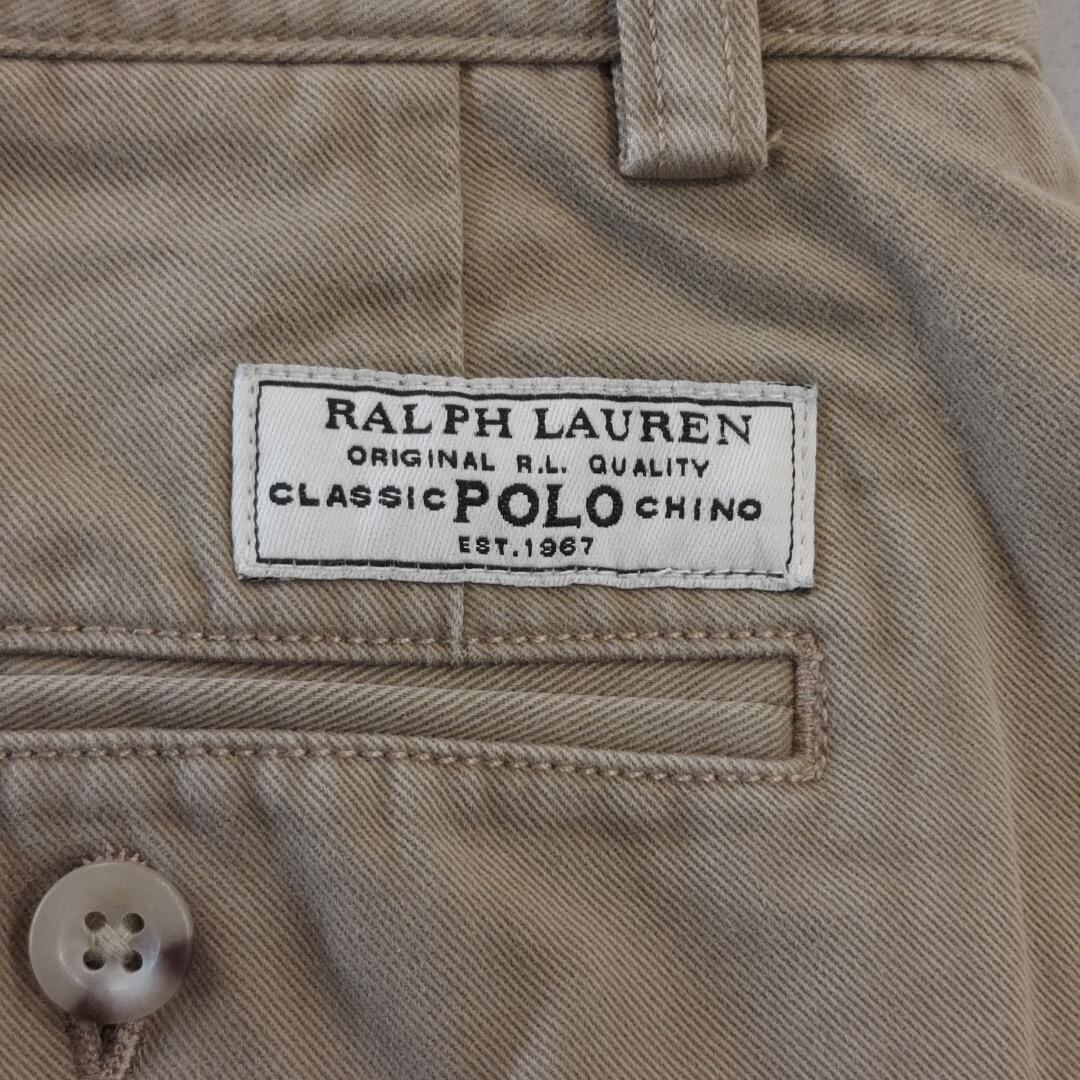 RALPH LAUREN
ORIGINAL R.L. QUALITY
CLASSIC POLO CHINO
EST.1967